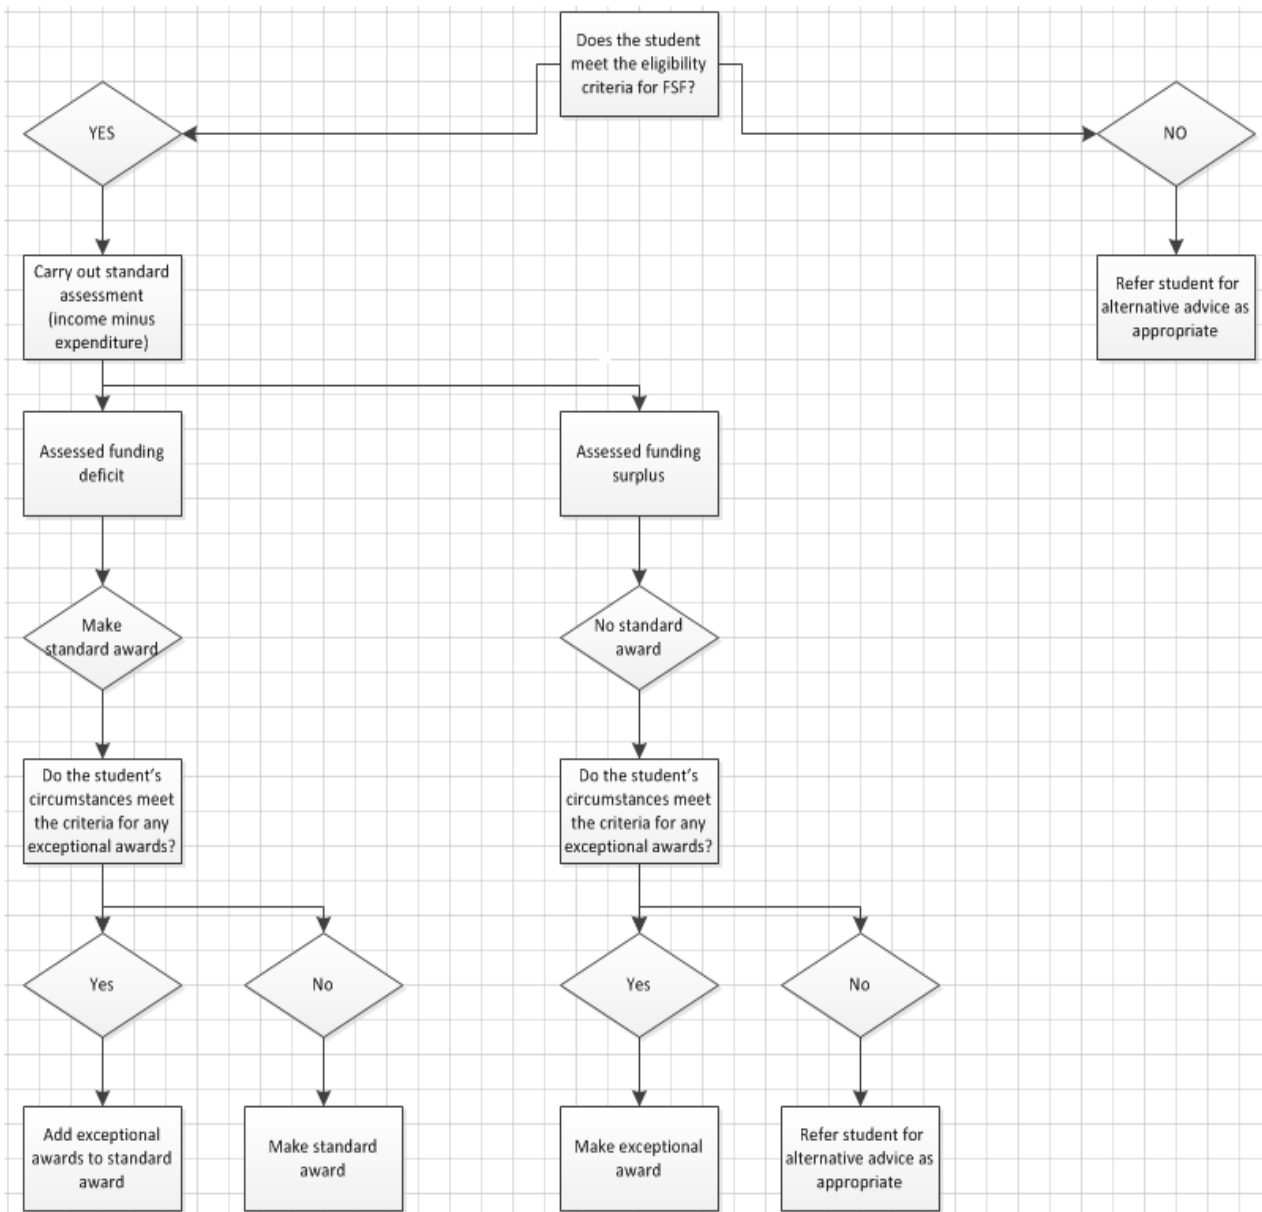 Does the student
meet the eligibility
criteria for FSF?
YES
NO
Carry out standard
assessment
(income minus
expenditure)
Refer student for
alternative advice as
appropriate
Assessed funding
deficit
Assessed funding
surplus
Make
standard award
No standard
award
Do the student's
circumstances meet
the criteria for any
exceptional awards?
Do the student's
circumstances meet
the criteria for any
exceptional awards?
Yes
No
Yes
No
Add exceptional
awards to standard
award
Make standard
award
Make exceptional
award
Refer student for
alternative advice as
appropriate